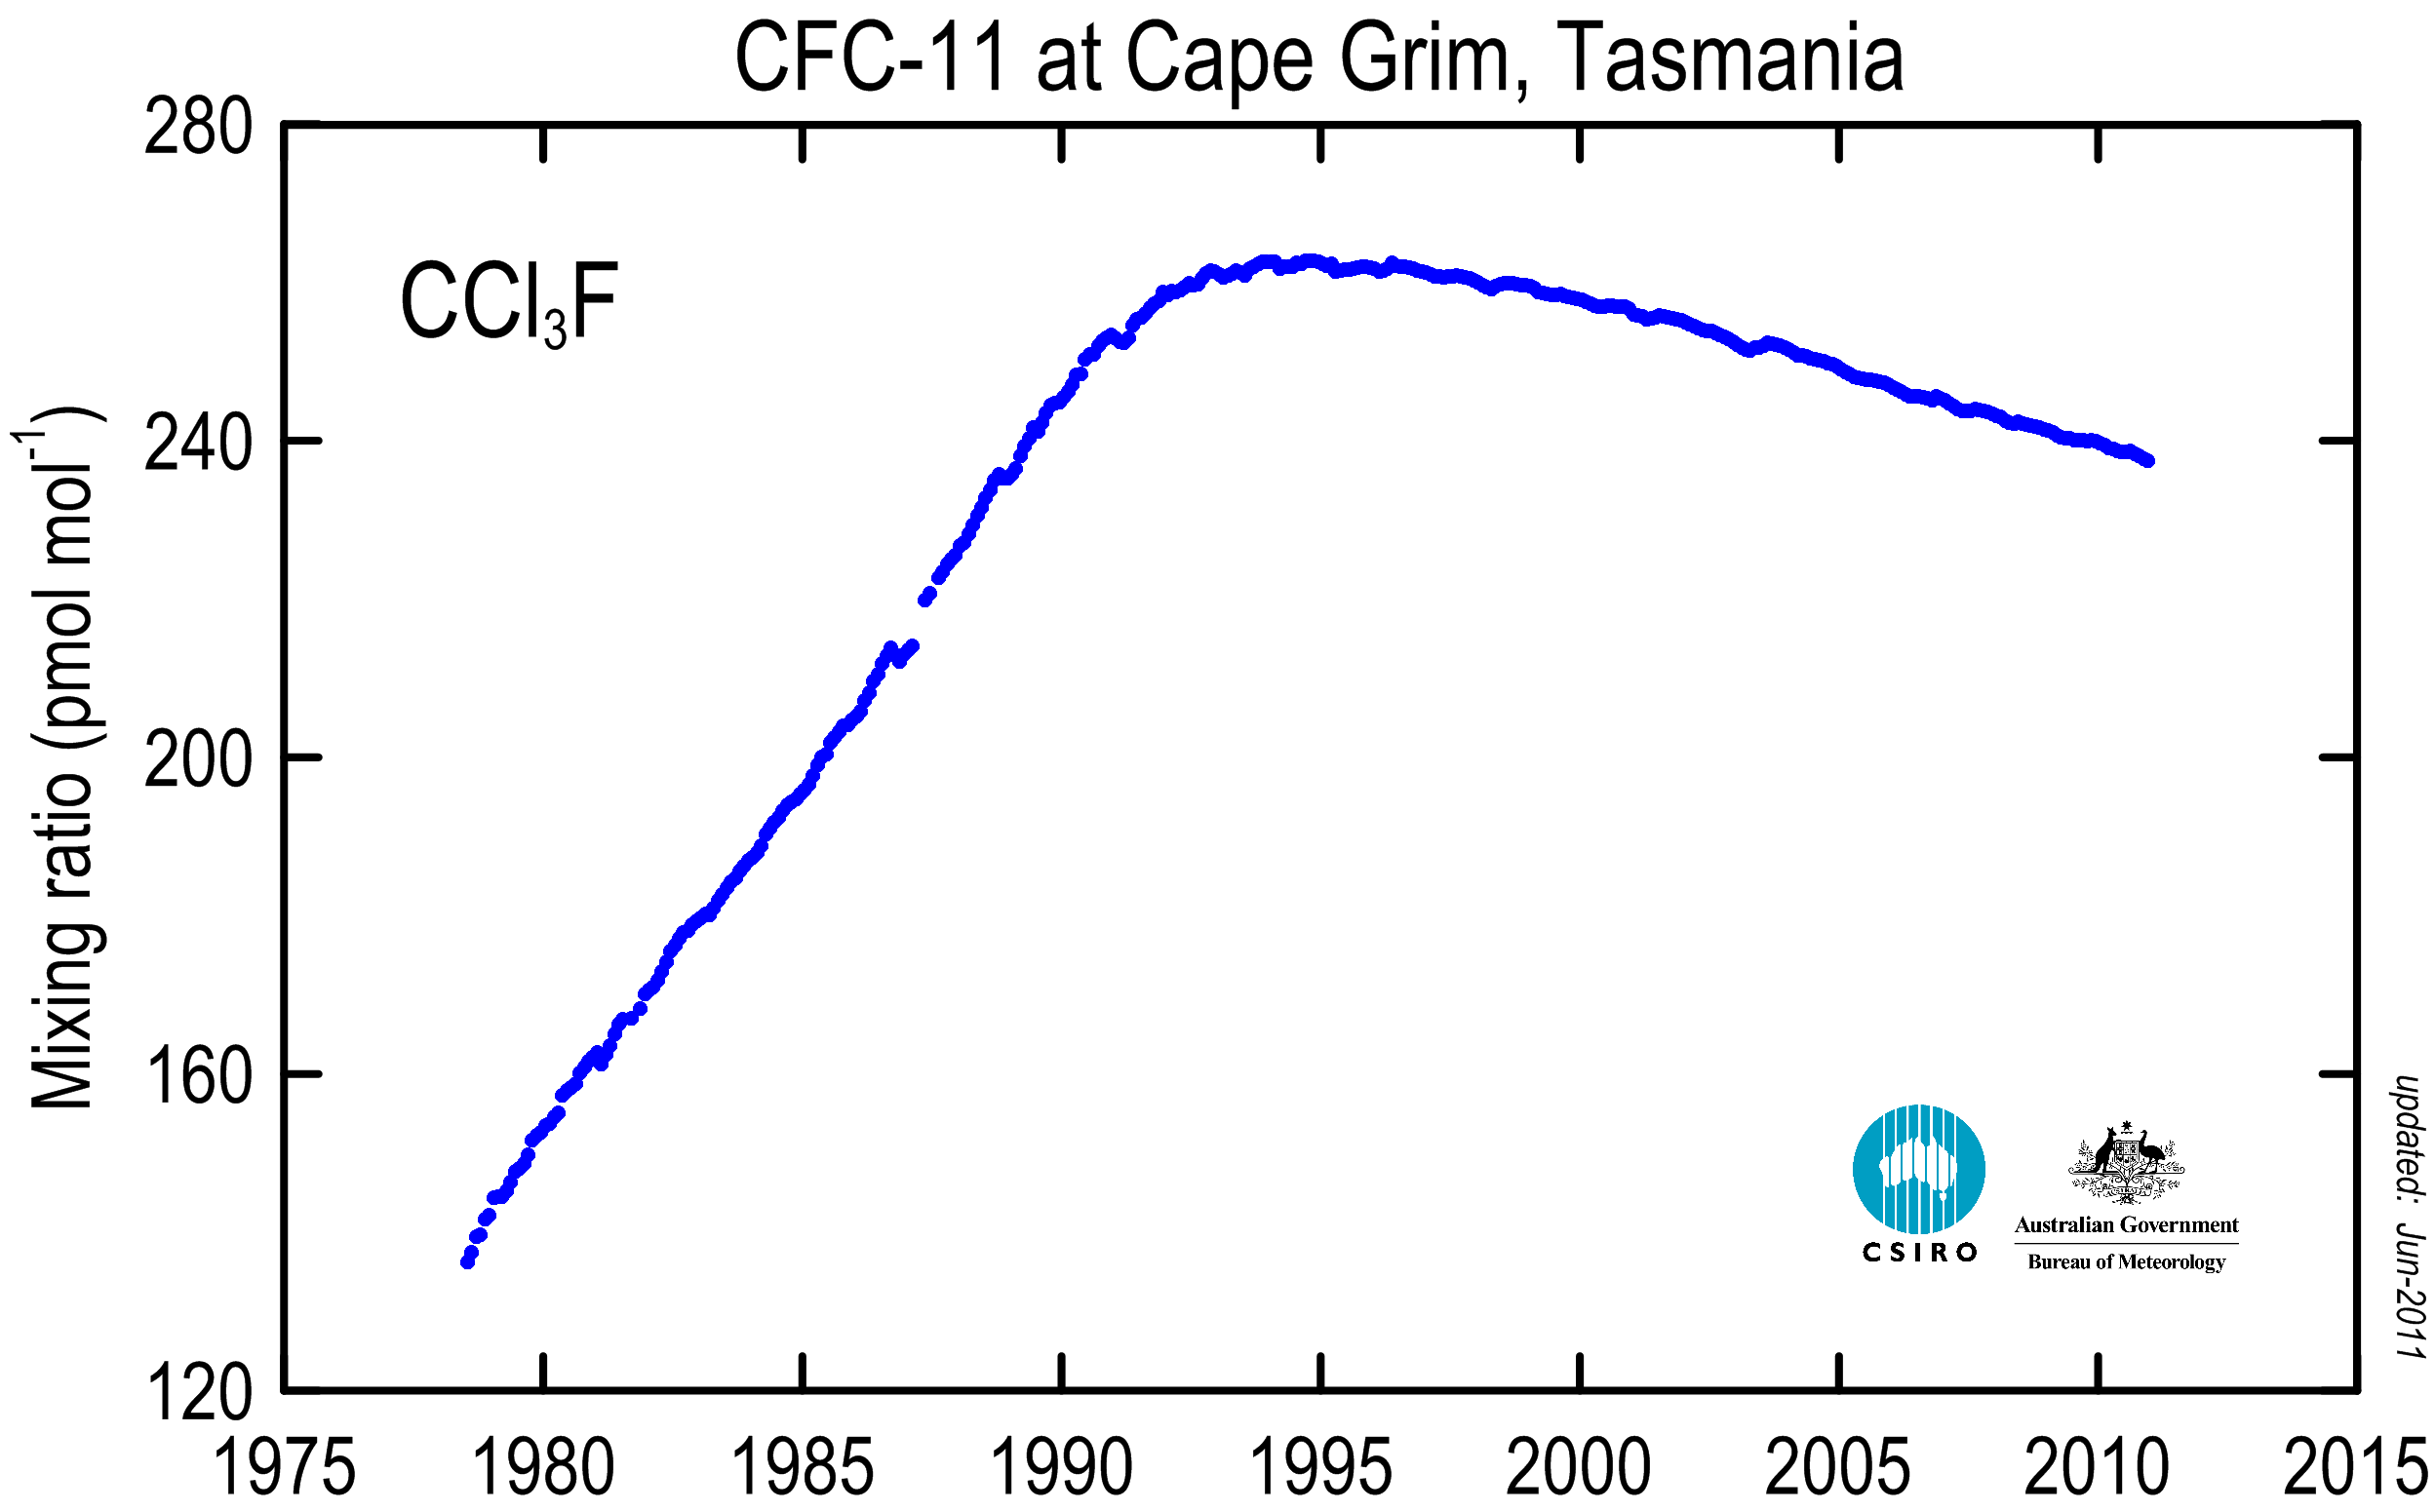 CFC-11 at Cape Grim, Tasmania
280
240
200
160
120
Mixing ratio (pmol mol-1)
CCl3F
CSIRO
Australian Government
Bureau of Meteorology
updated: Jun-2011
1975 1980 1985 1990 1995 2000 2005 2010 2015